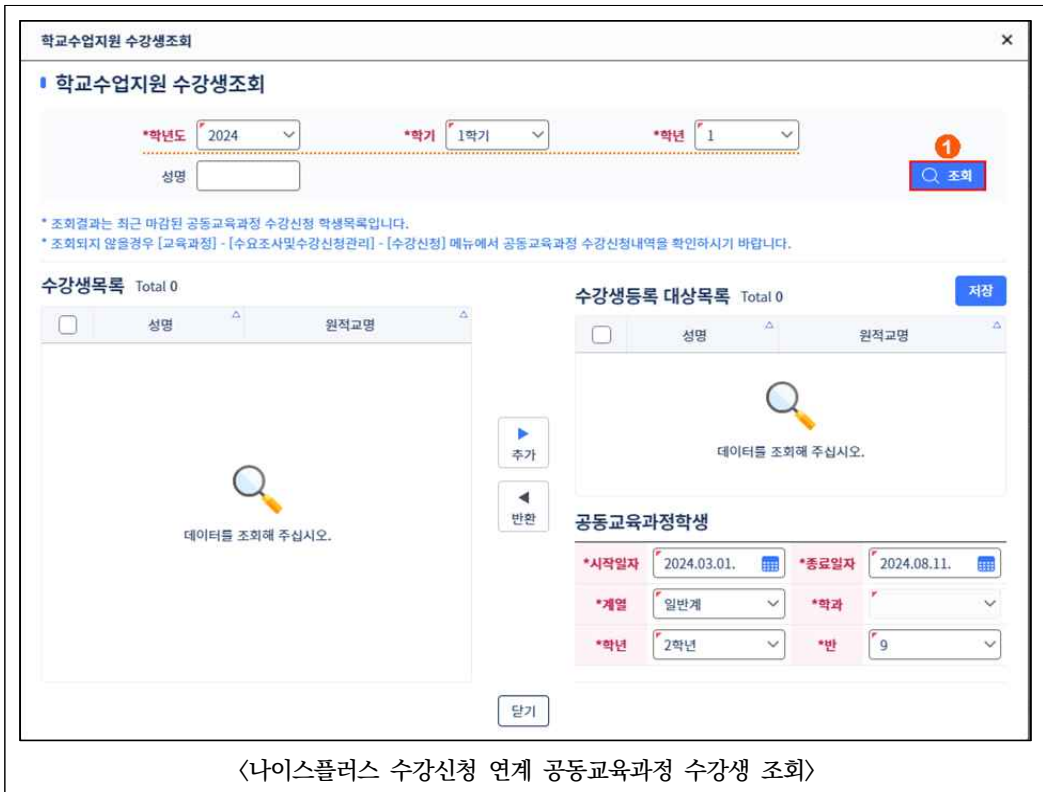 학교수업지원 수강생조회 ×
학교수업지원 수강생조회
*학년도 2024 *학기 1학기 *학년 1
1
성명 조회
* 조회결과는 최근 마감된 공동교육과정 수강신청 학생목록입니다.
* 조회되지 않을경우 [교육과정] - [수요조사및수강신청관리] - [수강신청] 메뉴에서 공동교육과정 수강신청내역을 확인하시기 바랍니다.
수강생목록 Total 0
성명 원적교명
데이터를 조회해 주십시오.
추가
반환
수강생등록 대상목록 Total 0 저장
성명 원적교명
데이터를 조회해 주십시오.
공동교육과정학생
*시작일자 2024.03.01. *종료일자 2024.08.11.
*계열 일반계 *학과
*학년 2학년 *반 9
닫기
〈나이스플러스 수강신청 연계 공동교육과정 수강생 조회〉